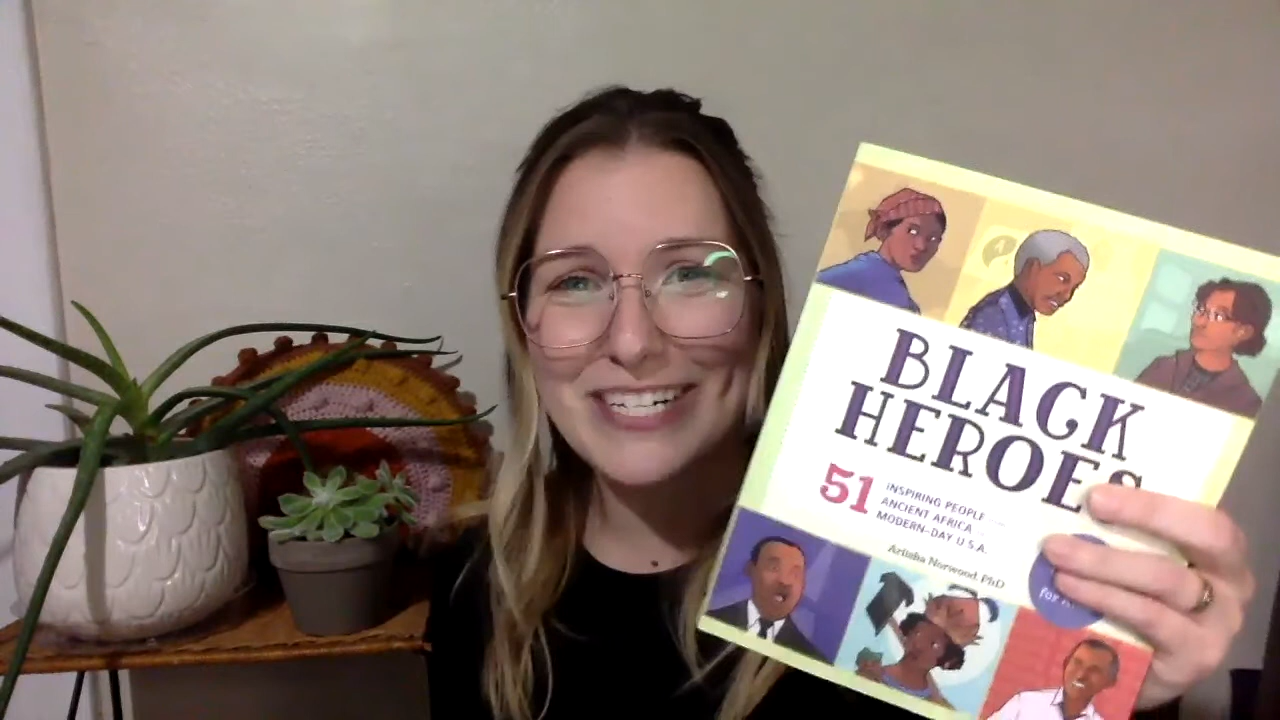 BLACK
HEROES
51
INSPIRING PEOPLE
ANCIENT AFRICA
MODERN-DAY U.S.A.
Arlisha Norwood, PhD
for